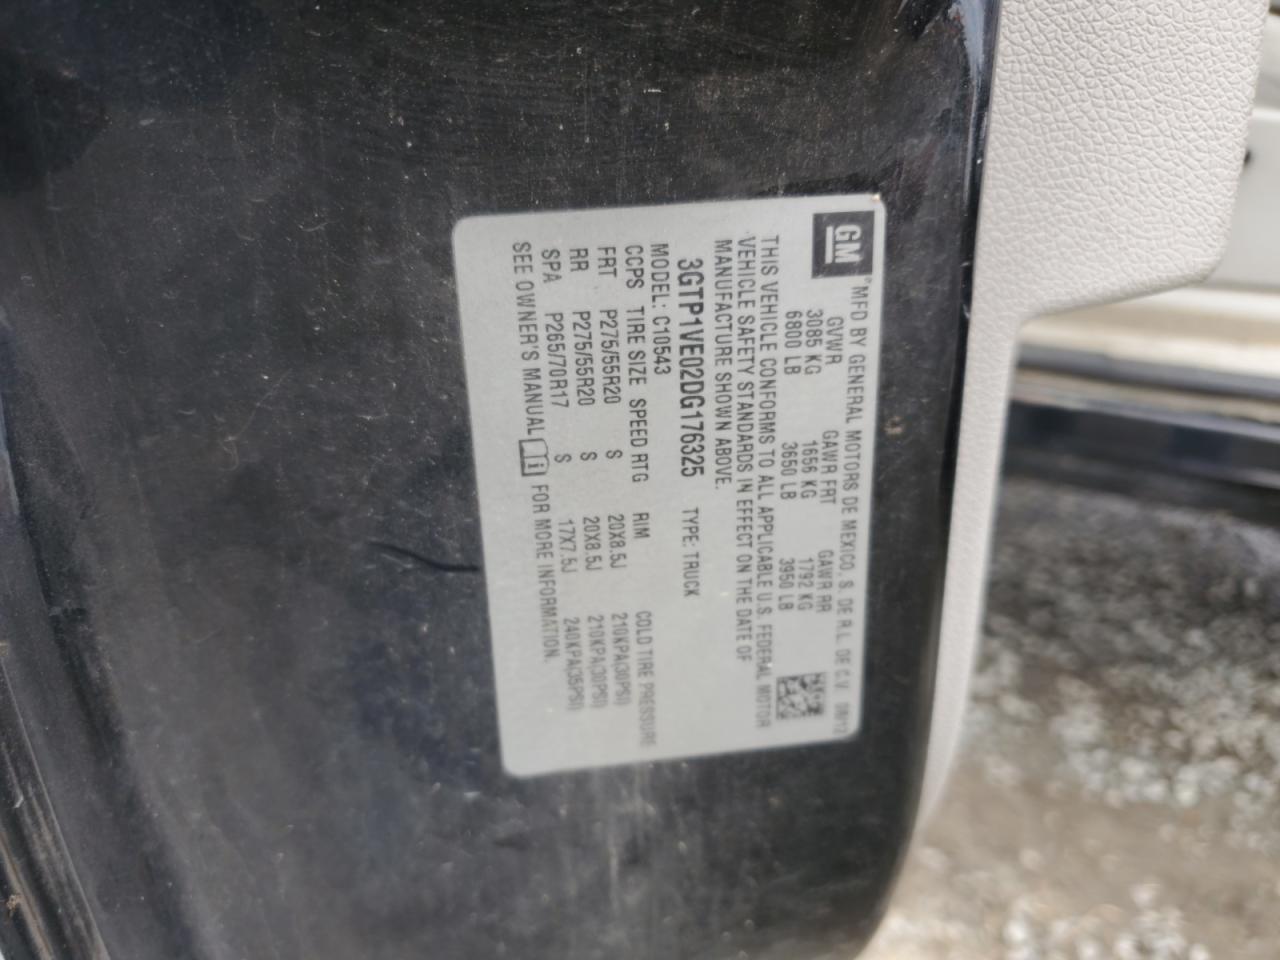 GM
®MFD BY GENERAL MOTORS DE MEXICO, S. DE R.L. DE C.V.
GVWR GAWR FRT GAWR RR
3085 KG 1656 KG 1792 KG
6800 LB 3650 LB 3950 LB
THIS VEHICLE CONFORMS TO ALL APPLICABLE U.S. FEDERAL MOTOR
VEHICLE SAFETY STANDARDS IN EFFECT ON THE DATE OF
MANUFACTURE SHOWN ABOVE.
3GTP1VE02DG176325 TYPE: TRUCK
MODEL: C10543
CCPS TIRE SIZE SPEED RTG RIM COLD TIRE PRESSURE
FRT P275/55R20 S 20X8.5J 210KPA(30PSI)
RR P275/55R20 S 20X8.5J 210KPA(30PSI)
SPA P265/70R17 S 17X7.5J 240KPA(35PSI)
SEE OWNER'S MANUAL i FOR MORE INFORMATION.